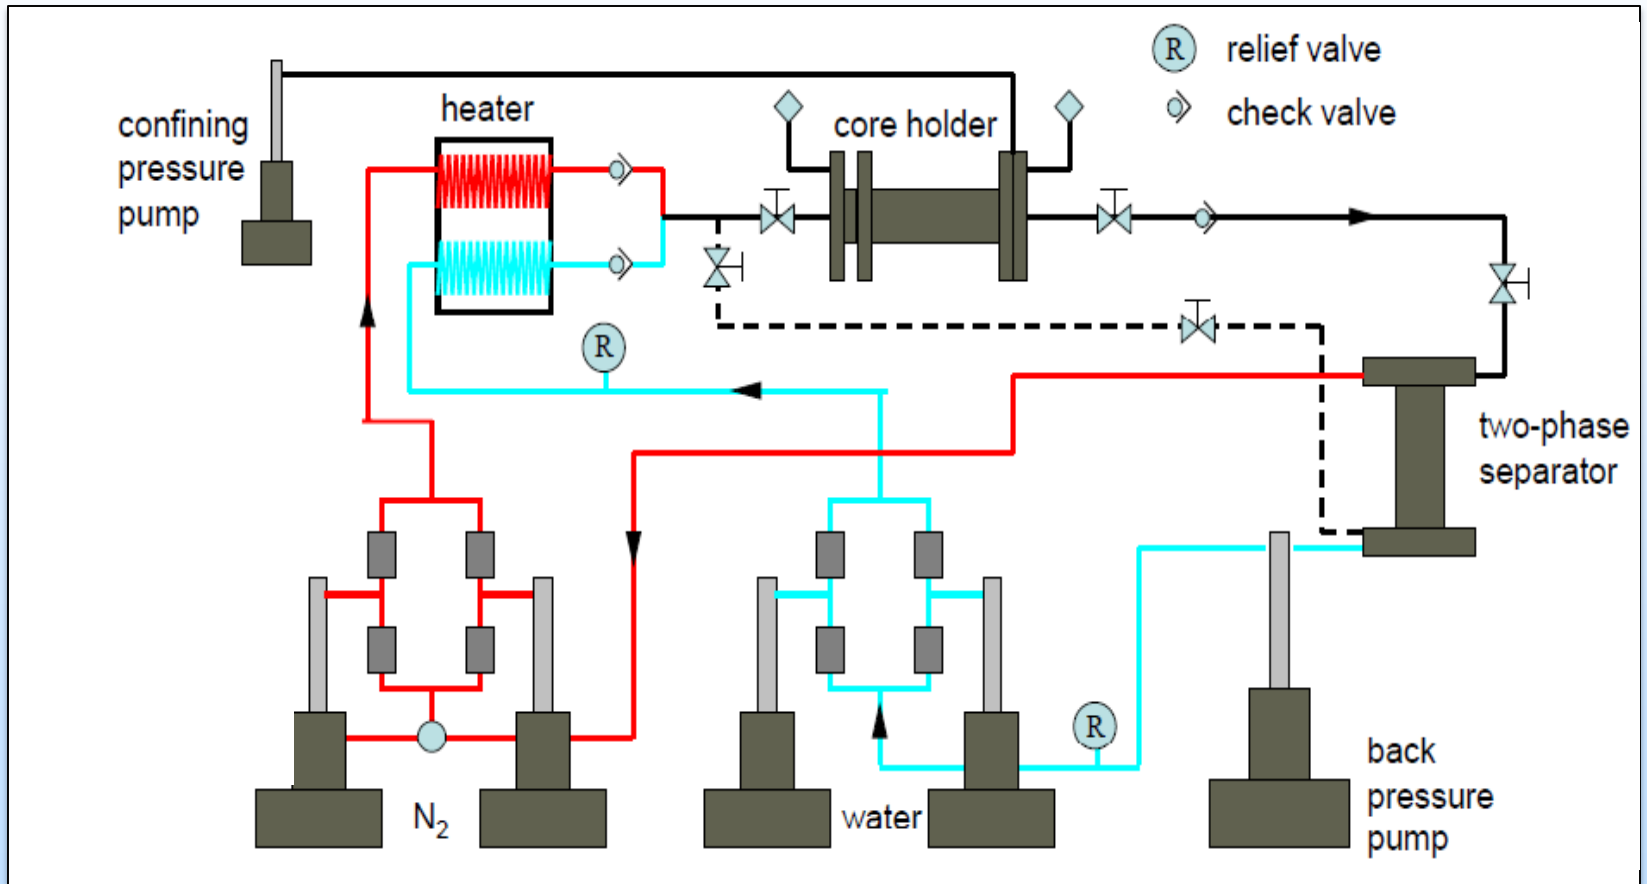 R relief valve
check valve
confining
pressure
pump
heater
core holder
R
two-phase
separator
R
N2
water
back
pressure
pump